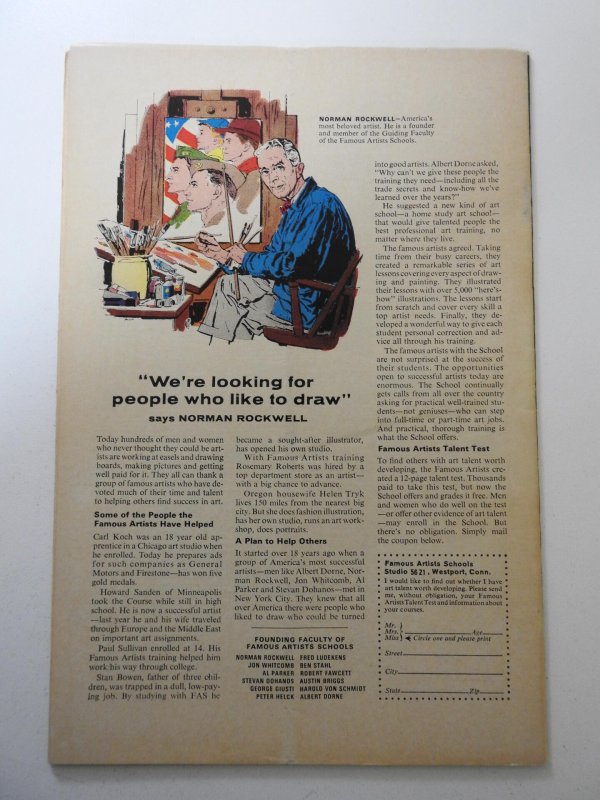 NORMAN ROCKWELL—America's
most beloved artist. He is a founder
and member of the Guiding Faculty
of the Famous Artists Schools.
"We're looking for
people who like to draw"
says NORMAN ROCKWELL
Today hundreds of men and women
who never thought they could be art-
ists are working at easels and drawing
boards, making pictures and getting
well paid for it. They all can thank a
group of famous artists who have de-
voted much of their time and talent
to helping others find success in art.
Some of the People the
Famous Artists Have Helped
Carl Koch was an 18 year old ap-
prentice in a Chicago art studio when
he enrolled. Today he prepares ads
for such companies as General
Motors and Firestone—has won five
gold medals.
Howard Sanden of Minneapolis
took the Course while still in high
school. He is now a successful artist
—last year he and his wife traveled
through Europe and the Middle East
on important art assignments.
Paul Sullivan enrolled at 14. His
Famous Artists training helped him
work his way through college.
Stan Bowen, father of three chil-
dren, was trapped in a dull, low-pay-
ing job. By studying with FAS he
became a sought-after illustrator,
has opened his own studio.
With Famous Artists training
Rosemary Roberts was hired by a
top department store as an artist—
with a big chance to advance.
Oregon housewife Helen Tryk
lives 150 miles from the nearest big
city. But she does fashion illustration,
has her own studio, runs an art work-
shop, does portraits.
A Plan to Help Others
It started over 18 years ago when a
group of America's most successful
artists—men like Albert Dorne, Nor-
man Rockwell, Jon Whitcomb, Al
Parker and Stevan Dohanos—met in
New York City. They knew that all
over America there were people who
liked to draw who could be turned
FOUNDING FACULTY OF
FAMOUS ARTISTS SCHOOLS
NORMAN ROCKWELL FRED LUDEKENS
JON WHITCOMB BEN STAHL
AL PARKER ROBERT FAWCETT
STEVAN DOHANOS AUSTIN BRIGGS
GEORGE GIUSTI HAROLD VON SCHMIDT
PETER HELCK ALBERT DORNE
into good artists. Albert Dorne asked,
"Why can't we give these people the
training they need—including all the
trade secrets and know-how we've
learned over the years?"
He suggested a new kind of art
school—a home study art school—
that would give talented people the
best professional art training, no
matter where they live.
The famous artists agreed. Taking
time from their busy careers, they
created a remarkable series of art
lessons covering every aspect of draw-
ing and painting. They illustrated
their lessons with over 5,000 "here's-
how" illustrations. The lessons start
from scratch and cover every skill a
top artist needs. Finally, they de-
veloped a wonderful way to give each
student personal correction and ad-
vice all through his training.
The famous artists with the School
are not surprised at the success of
their students. The opportunities
open to successful artists today are
enormous. The School continually
gets calls from all over the country
asking for practical well-trained stu-
dents—not geniuses—who can step
into full-time or part-time art jobs.
And practical, thorough training is
what the School offers.
Famous Artists Talent Test
To find others with art talent worth
developing, the Famous Artists cre-
ated a 12-page talent test. Thousands
paid to take this test, but now the
School offers and grades it free. Men
and women who do well on the test
—or offer other evidence of art talent
—may enroll in the School. But
there's no obligation. Simply mail
the coupon below.
Famous Artists Schools
Studio 5621, Westport, Conn.
I would like to find out whether I have
art talent worth developing. Please send
me, without obligation, your Famous
Artists Talent Test and information about
your courses.
Mr.
Mrs. Age
Miss Circle one and please print
Street
City
State Zip